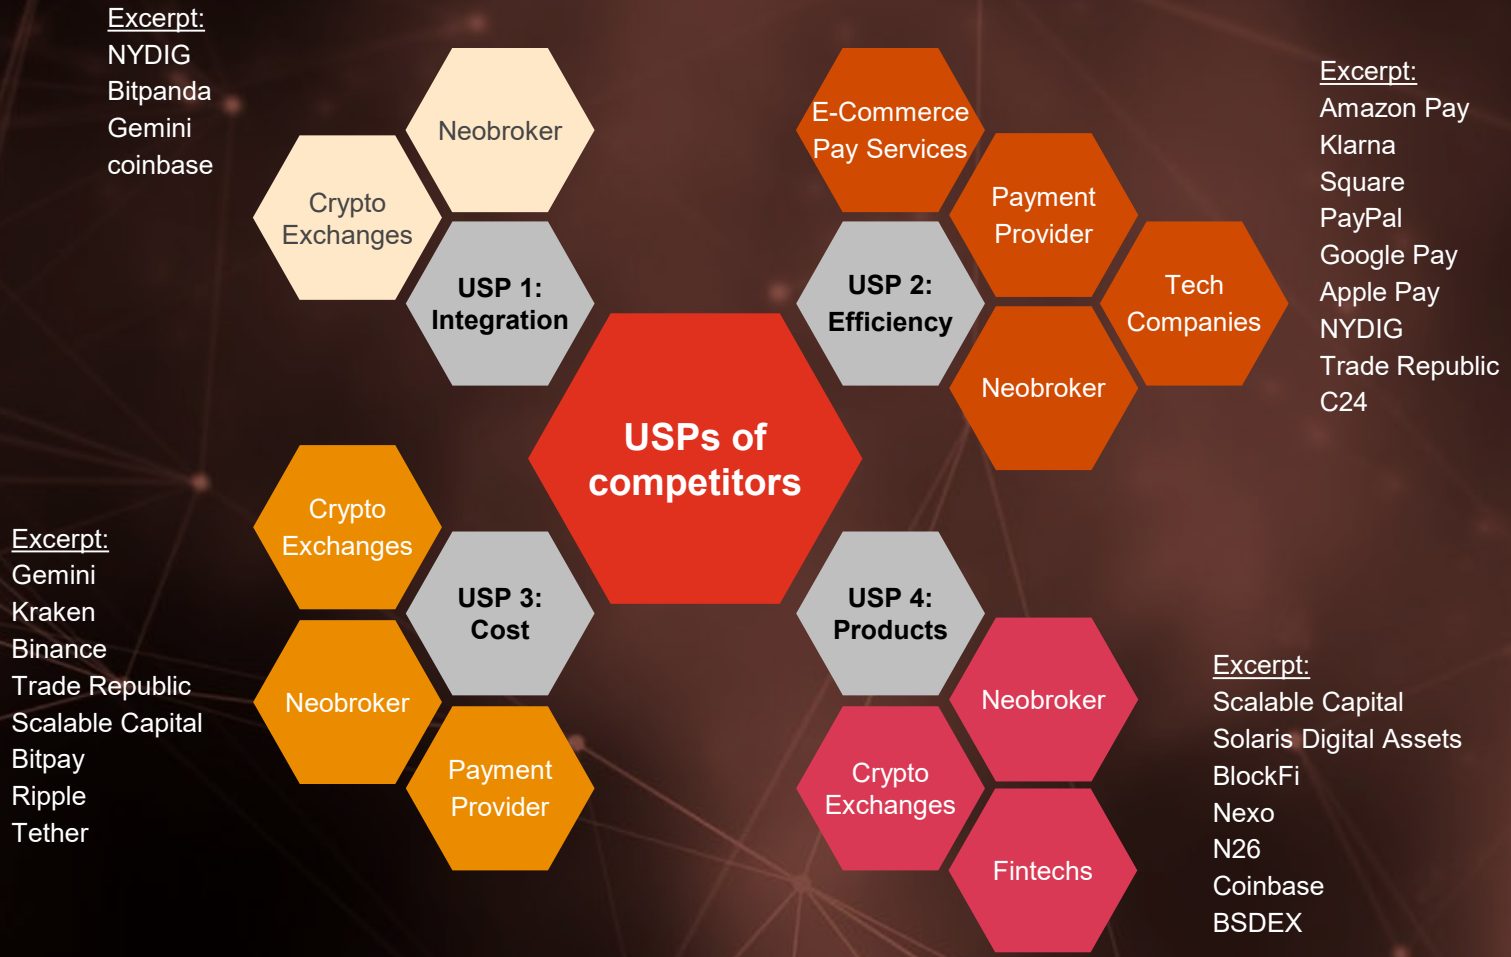 Excerpt:
NYDIG
Bitpanda
Gemini
coinbase
Neobroker
Crypto
Exchanges
USP 1:
Integration
E-Commerce
Pay Services
Payment
Provider
Tech
Companies
USP 2:
Efficiency
Neobroker
Excerpt:
Amazon Pay
Klarna
Square
PayPal
Google Pay
Apple Pay
NYDIG
Trade Republic
C24
USPs of
competitors
Excerpt:
Gemini
Kraken
Binance
Trade Republic
Scalable Capital
Bitpay
Ripple
Tether
Crypto
Exchanges
USP 3:
Cost
Neobroker
Payment
Provider
USP 4:
Products
Neobroker
Crypto
Exchanges
Fintechs
Excerpt:
Scalable Capital
Solaris Digital Assets
BlockFi
Nexo
N26
Coinbase
BSDEX